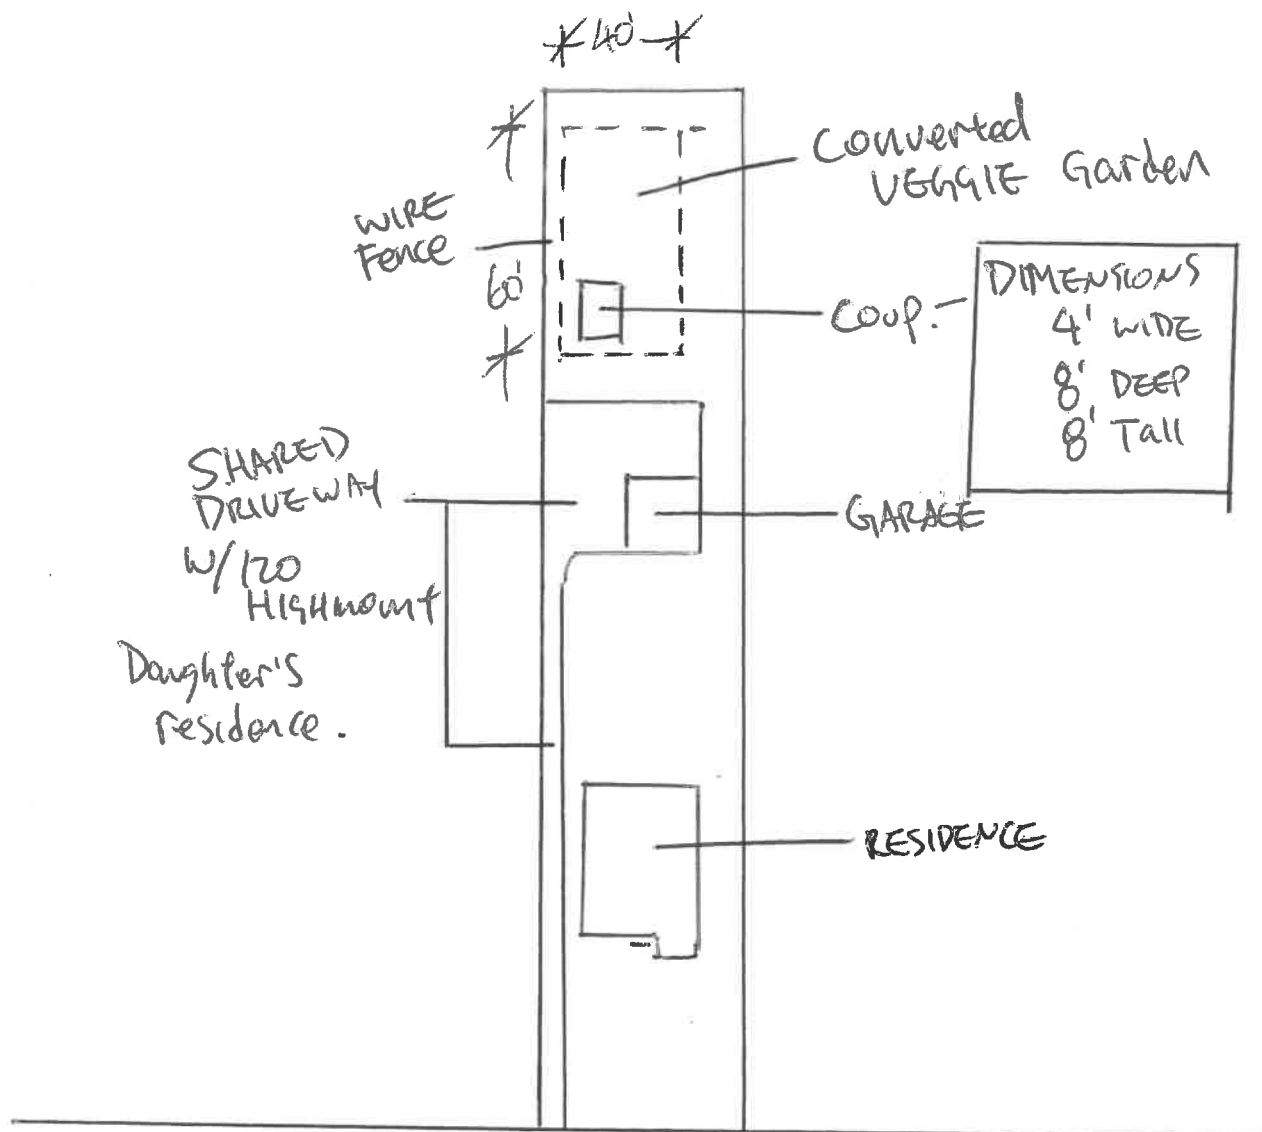 40'
Converted
VEGGIE Garden
WIRE
Fence
60'
Coup.
DIMENSIONS
4' WIDE
8' DEEP
8' Tall
SHARED
DRIVEWAY
W/120
HIGHmount
Daughter's
residence.
GARAGE
RESIDENCE